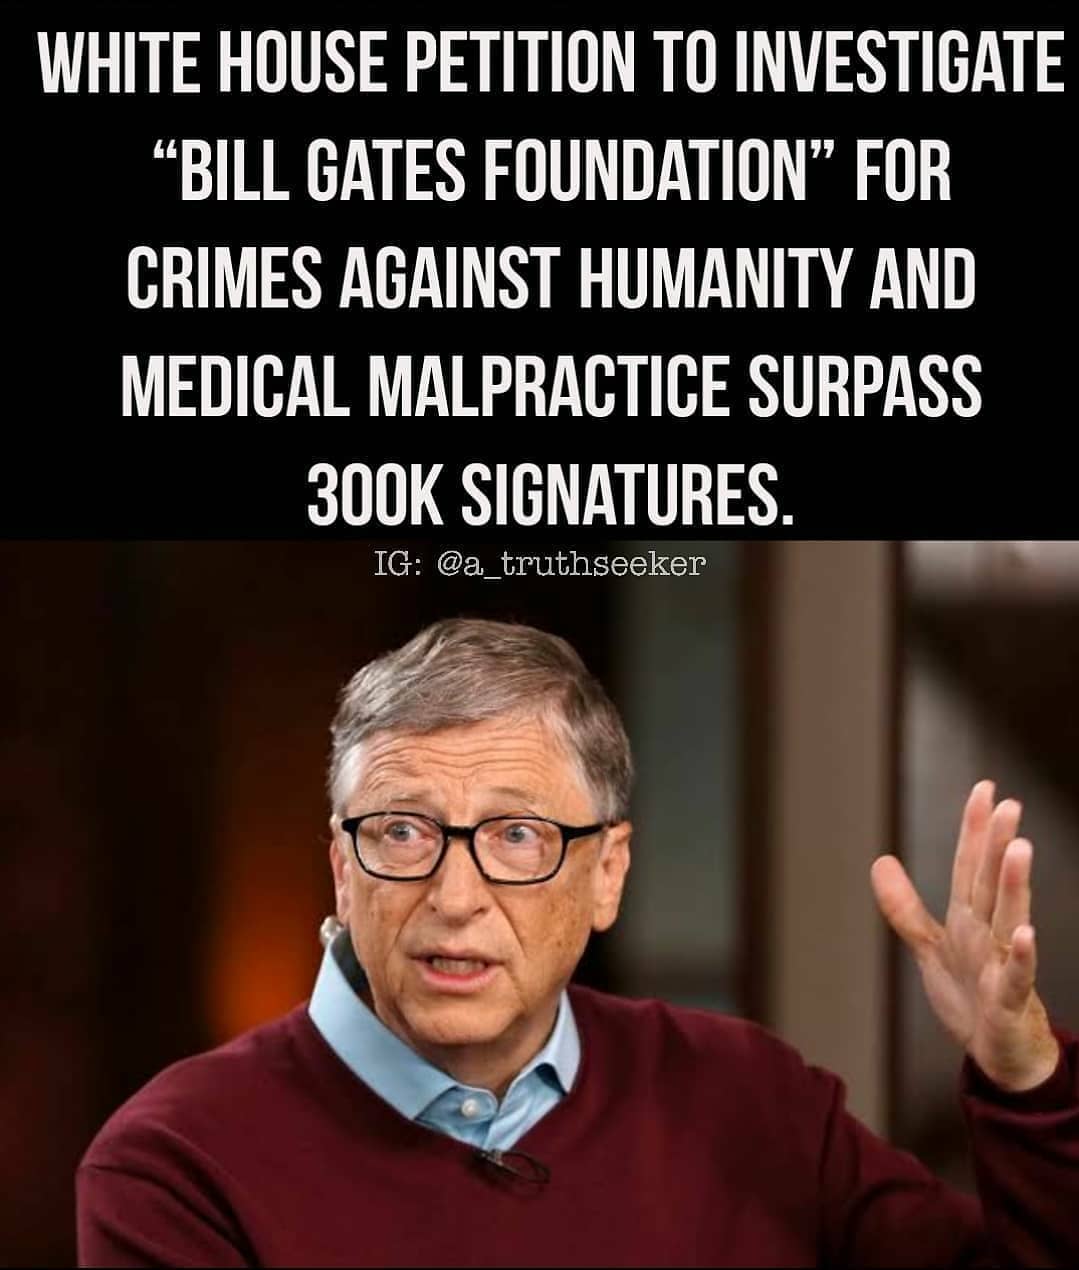 WHITE HOUSE PETITION TO INVESTIGATE
“BILL GATES FOUNDATION” FOR
CRIMES AGAINST HUMANITY AND
MEDICAL MALPRACTICE SURPASS
300K SIGNATURES.
IG: @a_truthseeker